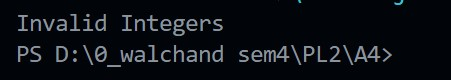 Invalid Integers
PS D:\0_walchand sem4\PL2\A4>